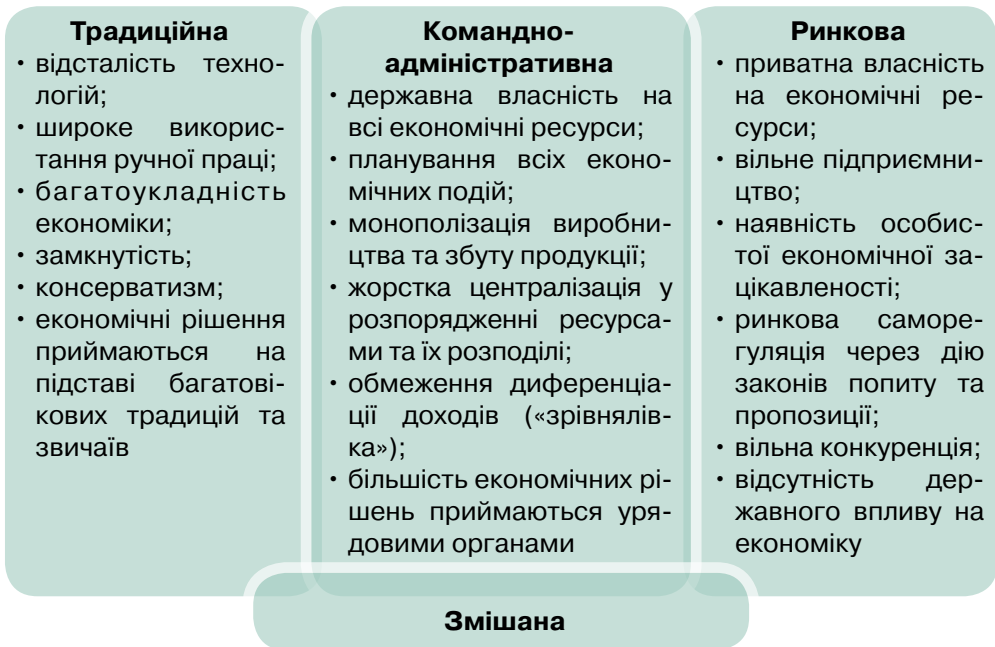 Традиційна
• відсталість техно-
логій;
• широке викорис-
тання ручної праці;
• багатоукладність
економіки;
• замкнутість;
• консерватизм;
• економічні рішення
приймаються на
підставі багатові-
кових традицій та
звичаїв
Командно-
адміністративна
• державна власність на
всі економічні ресурси;
• планування всіх еконо-
мічних подій;
• монополізація виробни-
цтва та збуту продукції;
• жорстка централізація у
розпорядженні ресурса-
ми та їх розподілі;
• обмеження диференціа-
ції доходів («зрівнялів-
ка»);
• більшість економічних рі-
шень приймаються уря-
довими органами
Ринкова
• приватна власність
на економічні ре-
сурси;
• вільне підприємни-
цтво;
• наявність особис-
тої економічної за-
цікавленості;
• ринкова саморе-
гуляція через дію
законів попиту та
пропозиції;
• вільна конкуренція;
• відсутність дер-
жавного впливу на
економіку
Змішана